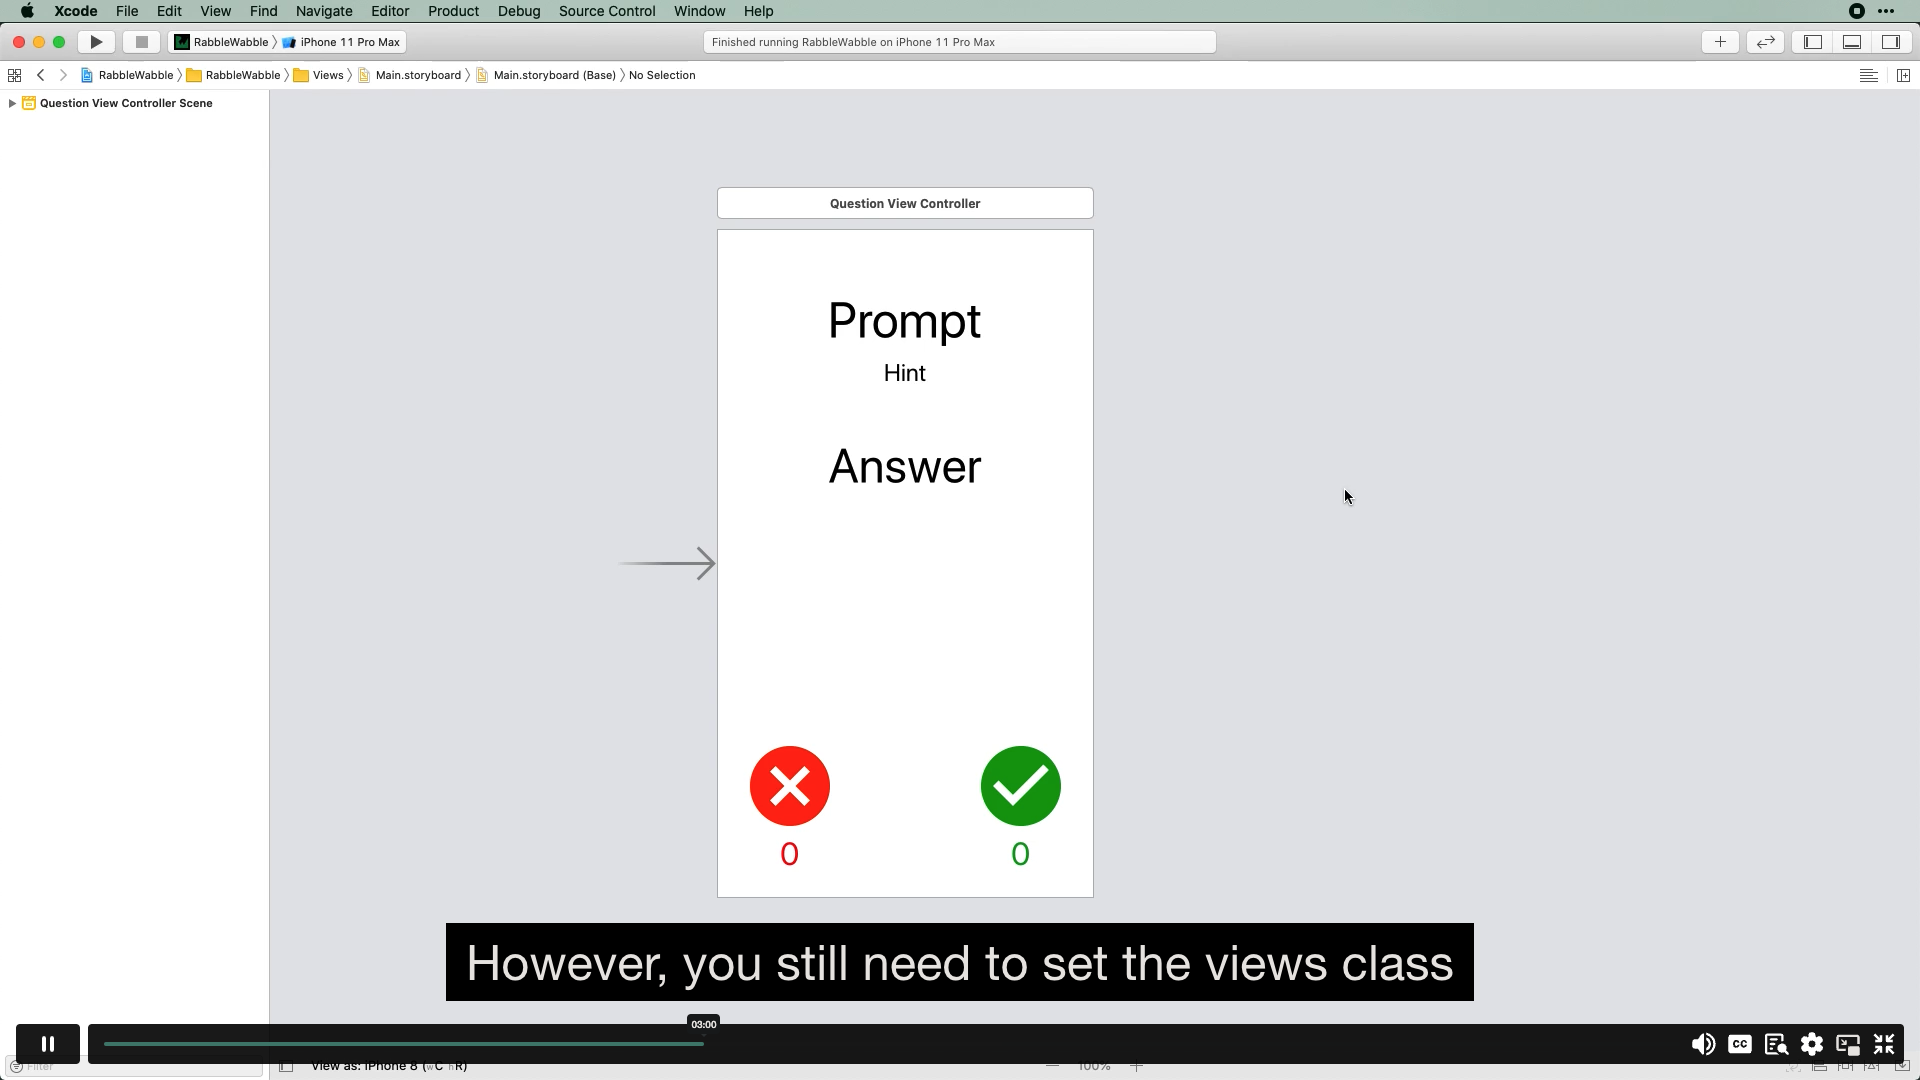 Xcode File Edit View Find Navigate Editor Product Debug Source Control Window Help
RabbleWabble iPhone 11 Pro Max Finished running RabbleWabble on iPhone 11 Pro Max
RabbleWabble RabbleWabble Views Main.storyboard Main.storyboard (Base) No Selection
Question View Controller Scene
Question View Controller
Prompt
Hint
Answer
0 0
However, you still need to set the views class
03:00
CC
Filter View as: iPhone 8 (wC hR) 100%